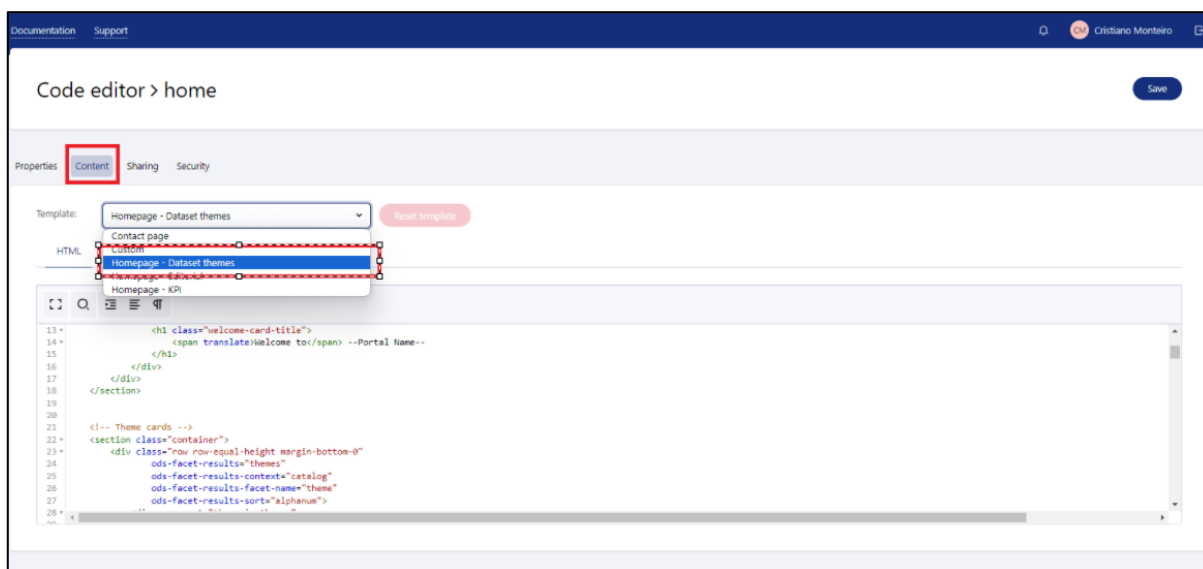 Documentation Support CM Cristiano Monteiro
Code editor > home Save
Properties Content Sharing Security
Template: Homepage - Dataset themes Reset template
Contact page
HTML Custom
Homepage - Dataset themes
Homepage - KPI
13 <h1 class="welcome-card-title">
14 <span translate>Welcome to</span> --Portal Name--
15 </h1>
16 </div>
17 </div>
18 </section>
19
20
21 <!-- Theme cards -->
22 <section class="container">
23 <div class="row row-equal-height margin-bottom-0"
24 ods-facet-results="themes"
25 ods-facet-results-context="catalog"
26 ods-facet-results-facet-name="theme"
27 ods-facet-results-sort="alphanum">
28